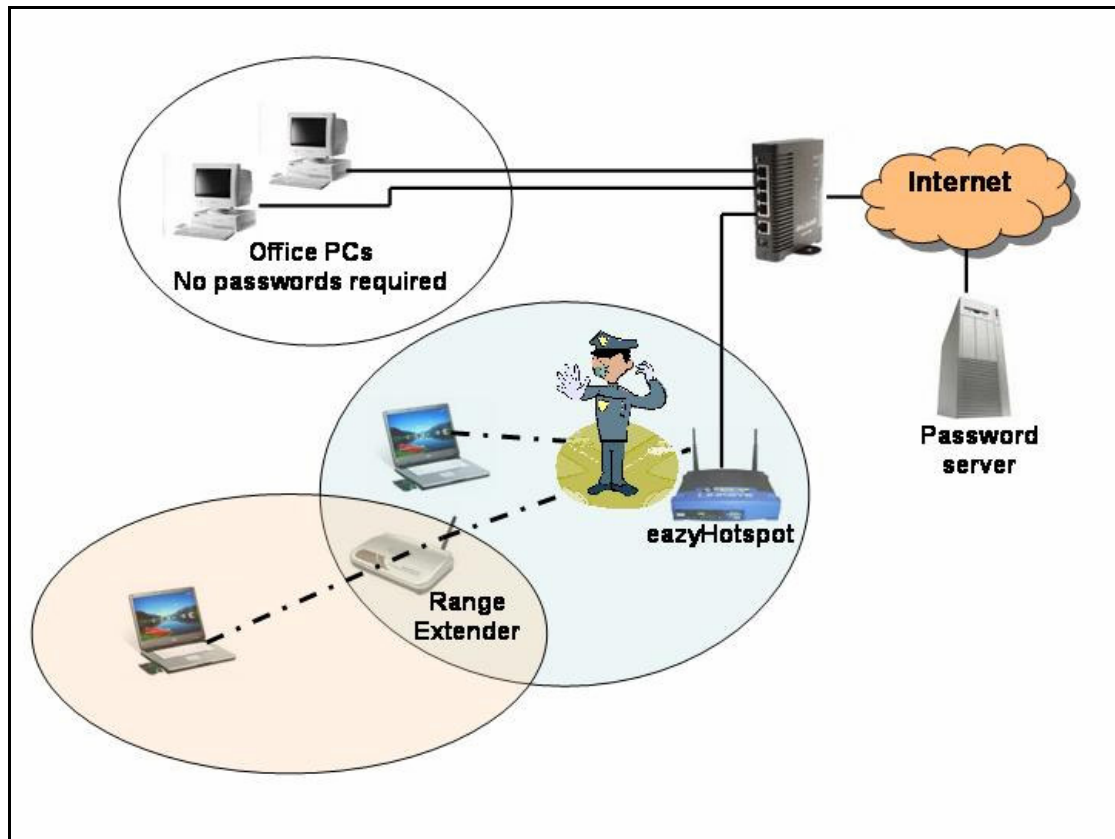 Internet
Office PCs
No passwords required
Password
server
eazyHotspot
Range
Extender